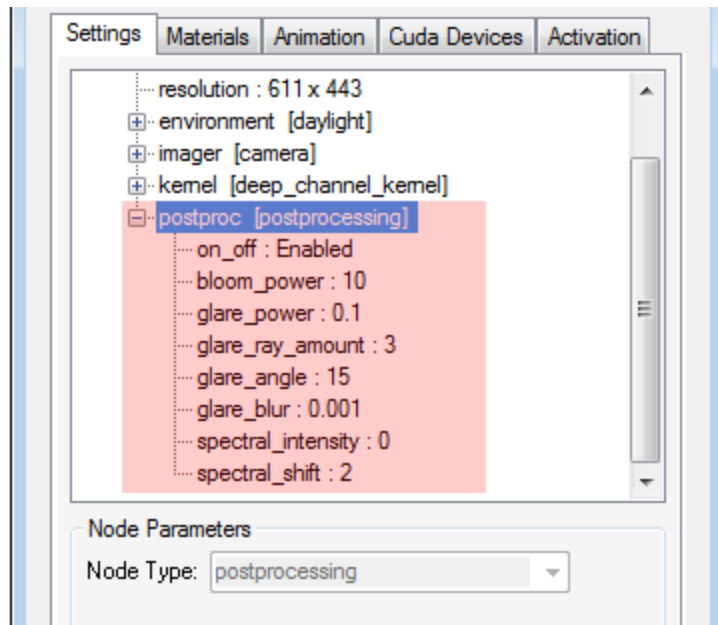 Settings Materials Animation Cuda Devices Activation
resolution : 611 x 443
environment [daylight]
imager [camera]
kernel [deep_channel_kernel]
postproc [postprocessing]
on_off : Enabled
bloom_power : 10
glare_power : 0.1
glare_ray_amount : 3
glare_angle : 15
glare_blur : 0.001
spectral_intensity : 0
spectral_shift : 2
Node Parameters
Node Type: postprocessing